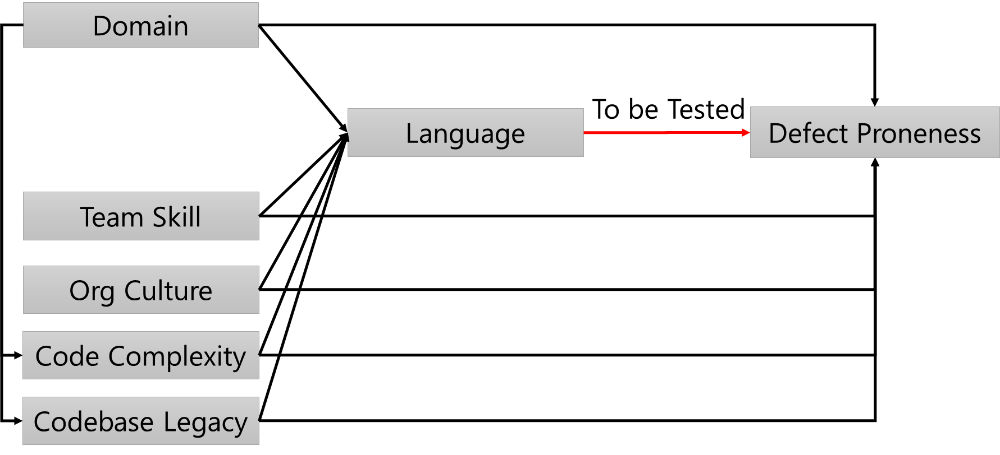 Domain
To be Tested
Language
Defect Proneness
Team Skill
Org Culture
Code Complexity
Codebase Legacy